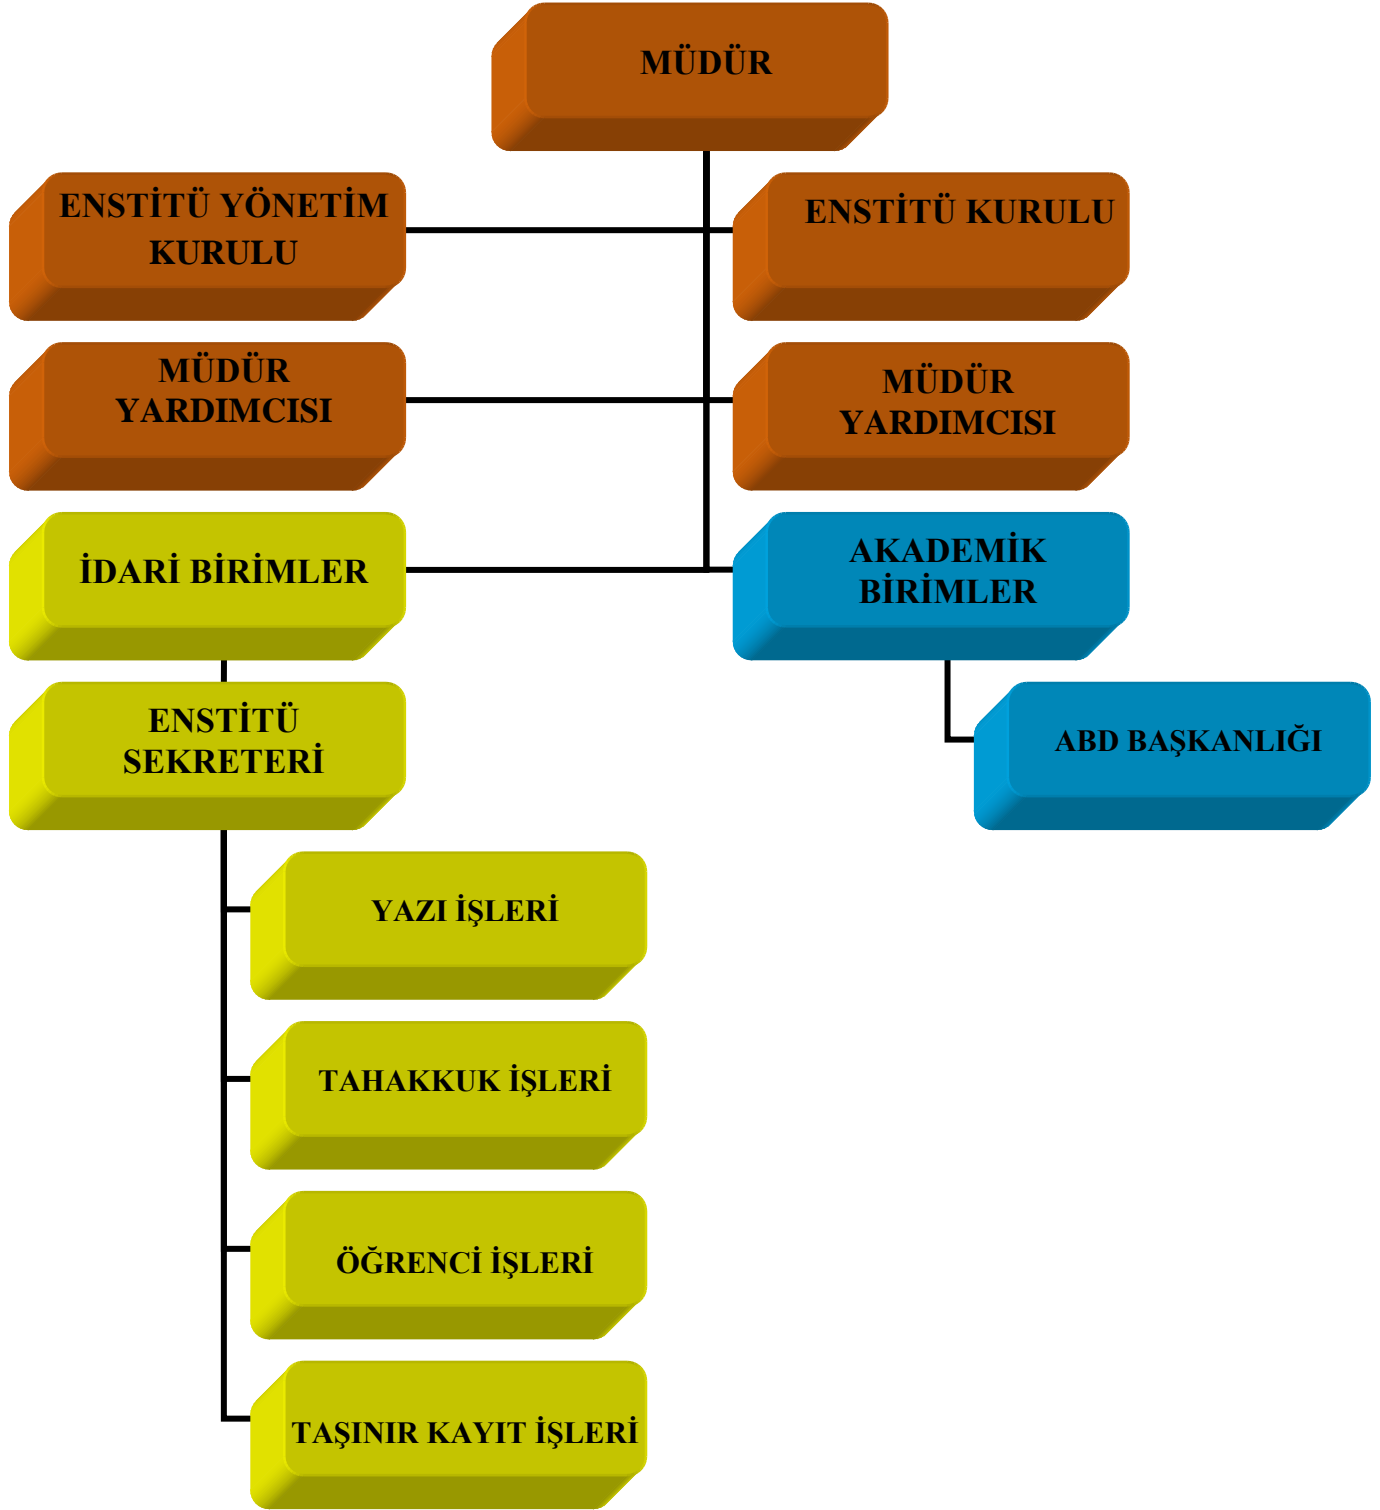 MÜDÜR
ENSTİTÜ YÖNETİM
KURULU
ENSTİTÜ KURULU
MÜDÜR
YARDIMCISI
MÜDÜR
YARDIMCISI
İDARİ BİRİMLER
AKADEMİK
BİRİMLER
ENSTİTÜ
SEKRETERİ
ABD BAŞKANLIĞI
YAZI İŞLERİ
TAHAKKUK İŞLERİ
ÖĞRENCİ İŞLERİ
TAŞINIR KAYIT İŞLERİ